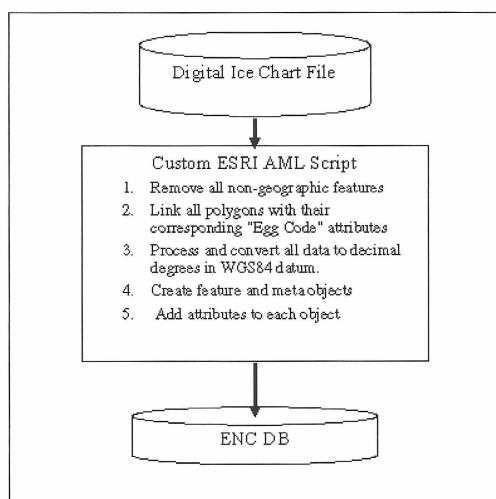 Digital Ice Chart File
Custom ESRI AML Script
1. Remove all non-geographic features
2. Link all polygons with their
corresponding "Egg Code" attributes
3. Process and convert all data to decimal
degrees in WGS84 datum.
4. Create feature and meta objects
5. Add attributes to each object
ENC DB